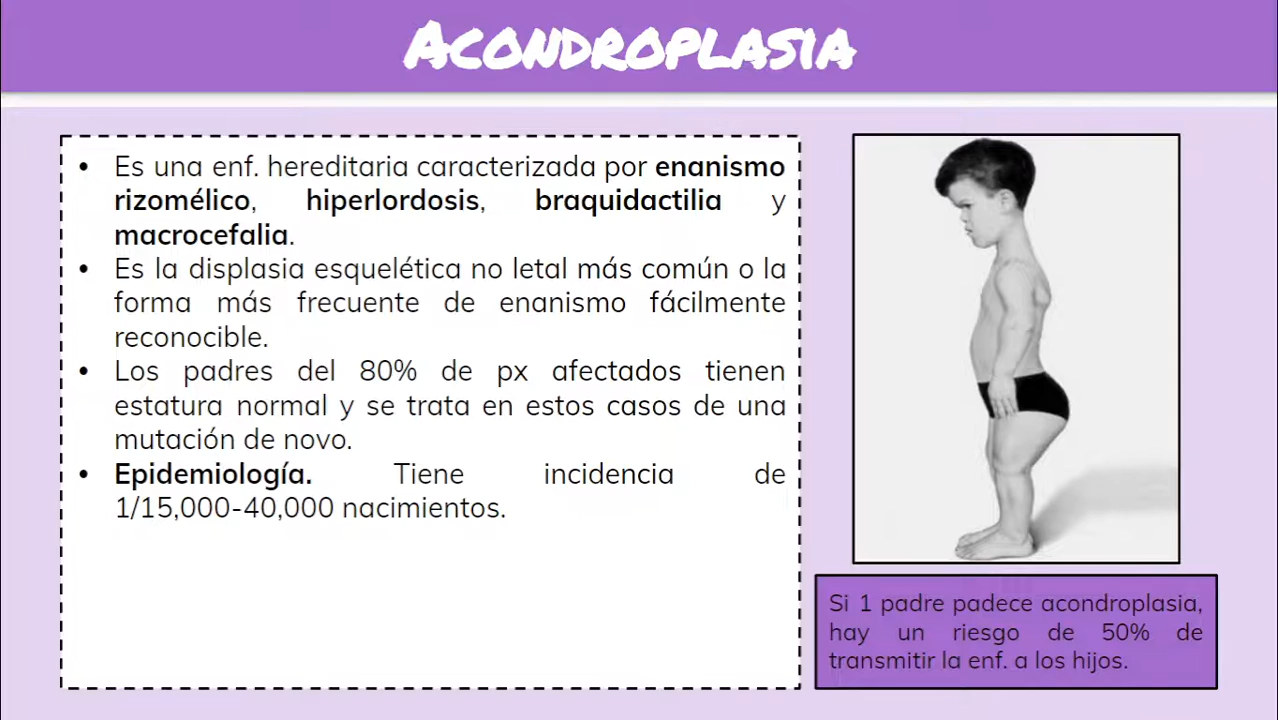 ACONDROPLASIA
• Es una enf. hereditaria caracterizada por enanismo
rizomélico, hiperlordosis, braquidactilia y
macrocefalia.
• Es la displasia esquelética no letal más común o la
forma más frecuente de enanismo fácilmente
reconocible.
• Los padres del 80% de px afectados tienen
estatura normal y se trata en estos casos de una
mutación de novo.
• Epidemiología. Tiene incidencia de
1/15,000-40,000 nacimientos.
Si 1 padre padece acondroplasia,
hay un riesgo de 50% de
transmitir la enf. a los hijos.